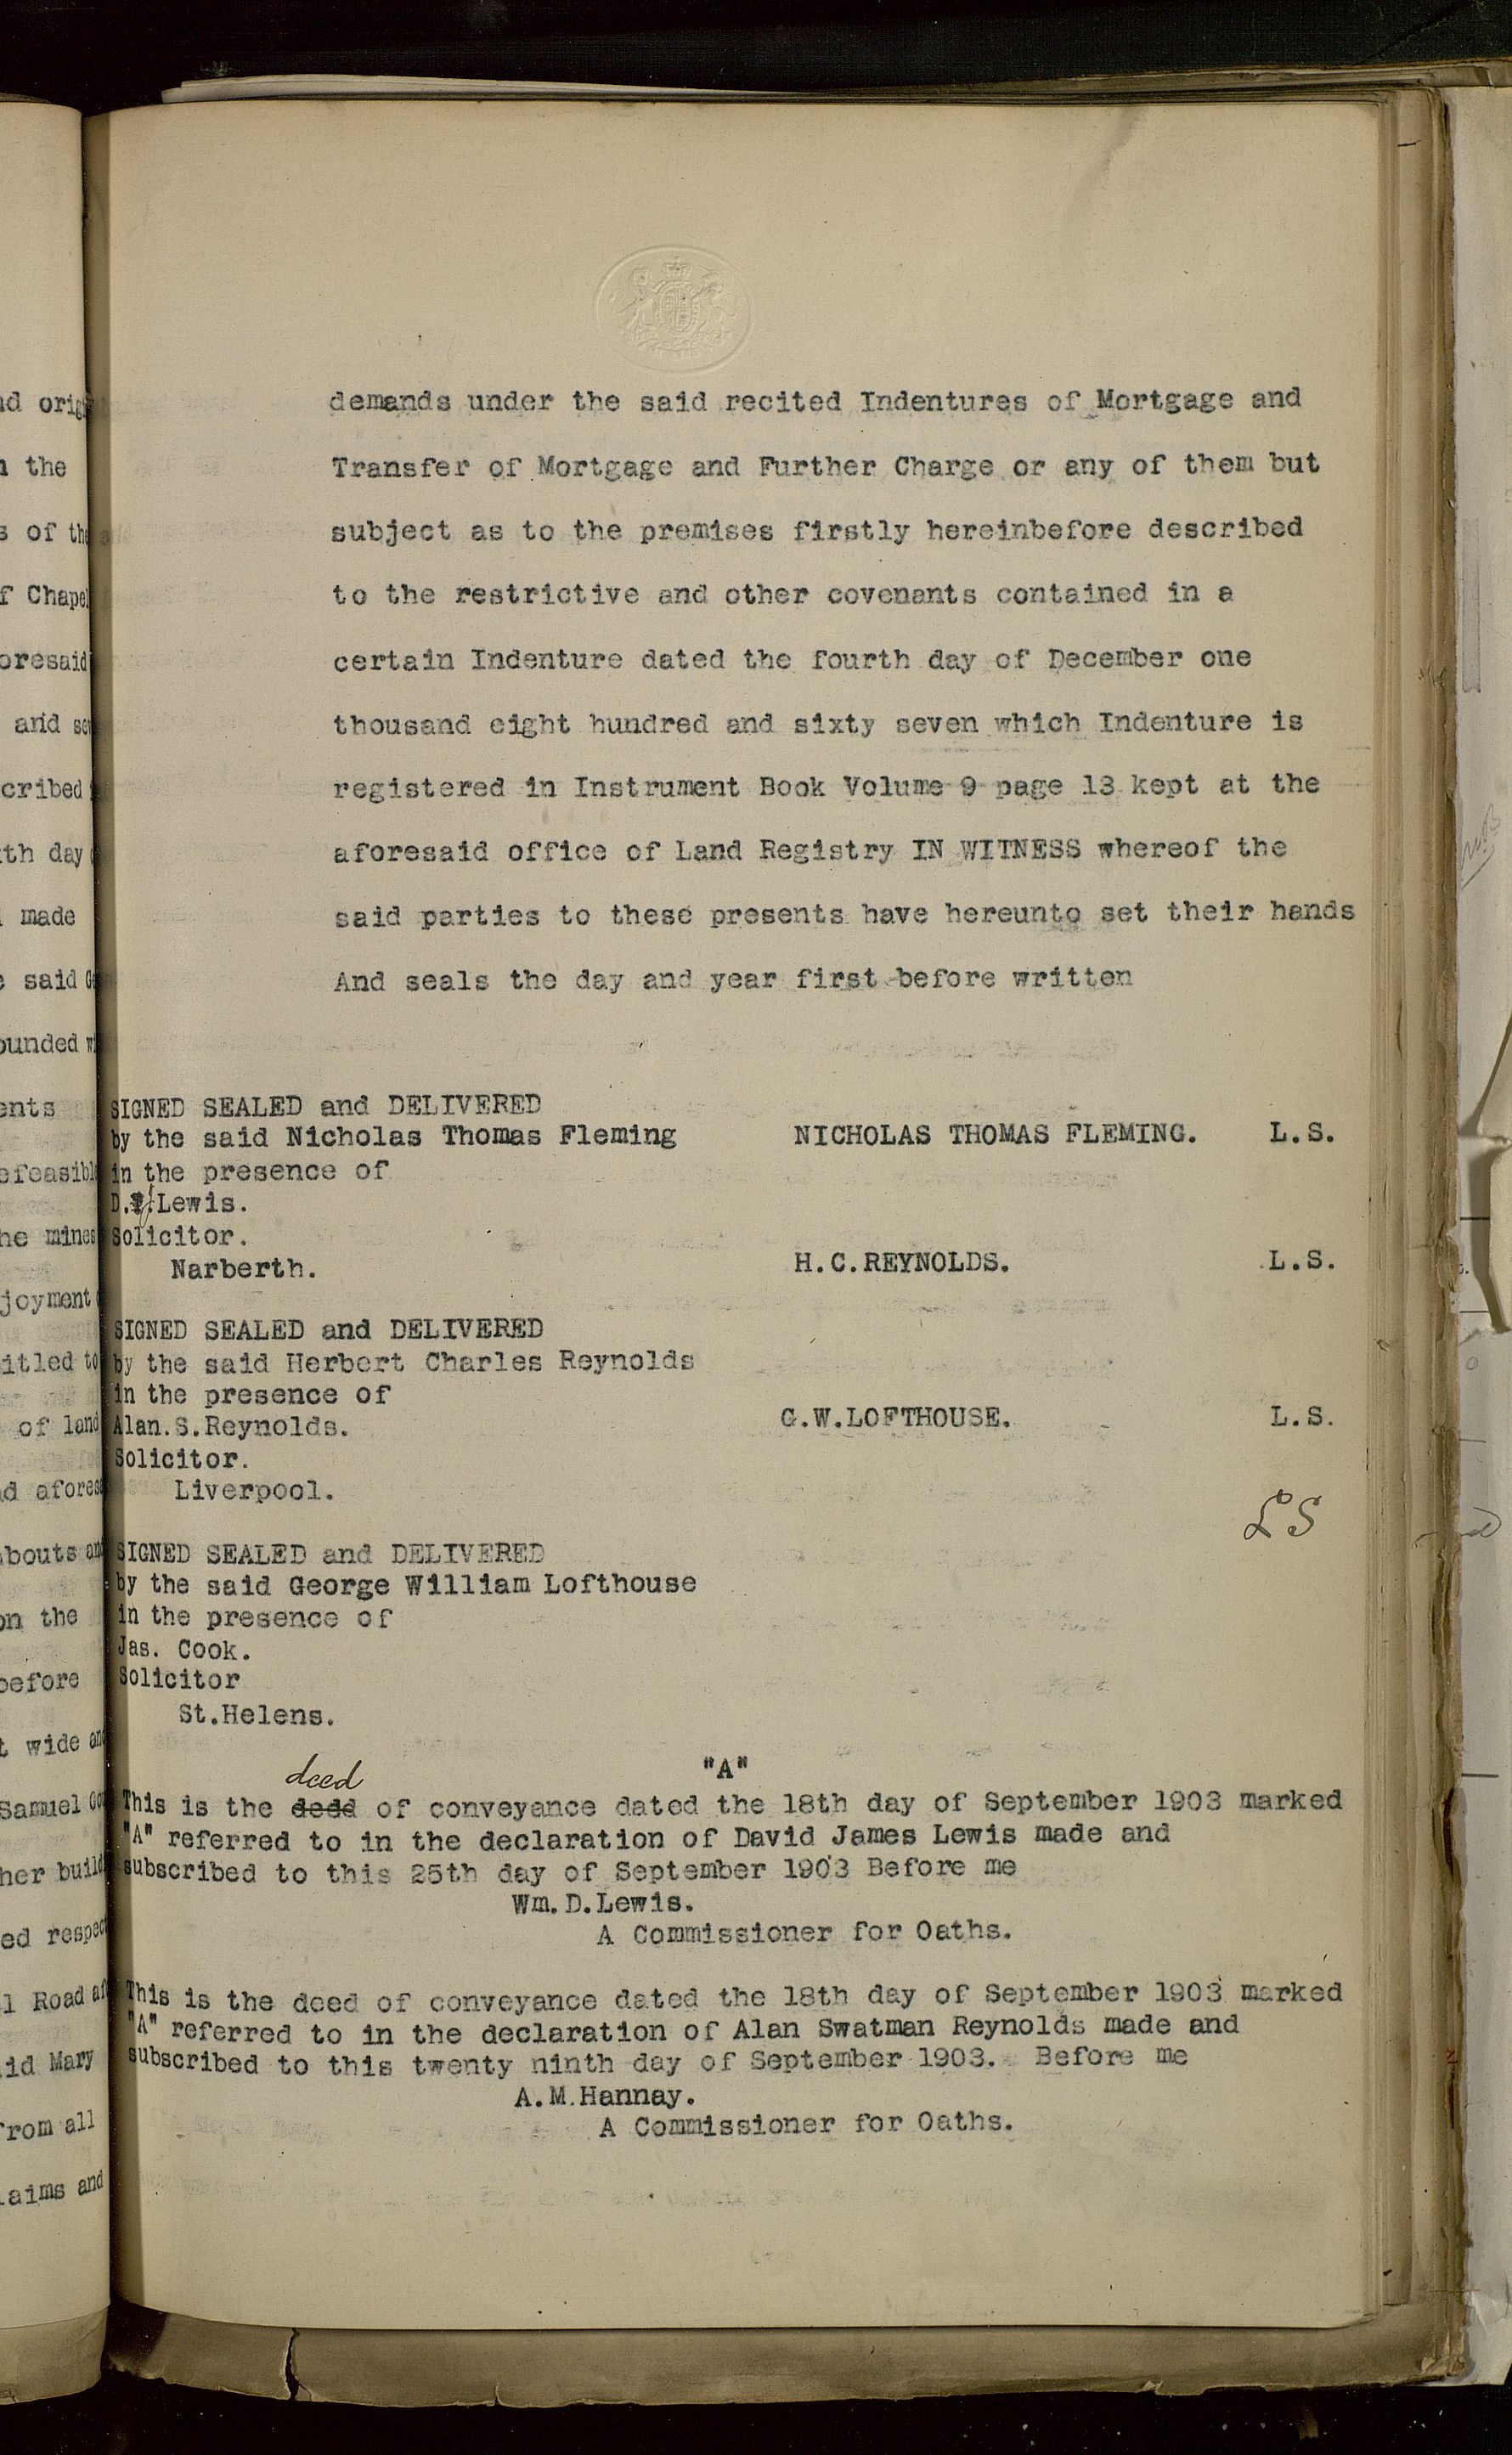 demands under the said recited Indentures of Mortgage and
Transfer of Mortgage and Further Charge or any of them but
subject as to the premises firstly hereinbefore described
to the restrictive and other covenants contained in a
certain Indenture dated the fourth day of December one
thousand eight hundred and sixty seven which Indenture is
registered in Instrument Book Volume 9 page 13 kept at the
aforesaid office of Land Registry IN WITNESS whereof the
said parties to these presents have hereunto set their hands
And seals the day and year first before written
SIGNED SEALED and DELIVERED
by the said Nicholas Thomas Fleming NICHOLAS THOMAS FLEMING. L.S.
in the presence of
D.J.Lewis.
Solicitor.
Narberth. H.C.REYNOLDS. L.S.
SIGNED SEALED and DELIVERED
by the said Herbert Charles Reynolds
in the presence of
Alan.S.Reynolds. G.W.LOFTHOUSE. L.S.
Solicitor.
Liverpool.
LS
SIGNED SEALED and DELIVERED
by the said George William Lofthouse
in the presence of
Jas. Cook.
Solicitor
St.Helens.
"A"
deed
This is the dedd of conveyance dated the 18th day of September 1903 marked
"A" referred to in the declaration of David James Lewis made and
subscribed to this 25th day of September 1903 Before me
Wm.D.Lewis.
A Commissioner for Oaths.
This is the deed of conveyance dated the 18th day of September 1903 marked
"A" referred to in the declaration of Alan Swatman Reynolds made and
subscribed to this twenty ninth day of September 1903. Before me
A.M.Hannay.
A Commissioner for Oaths.